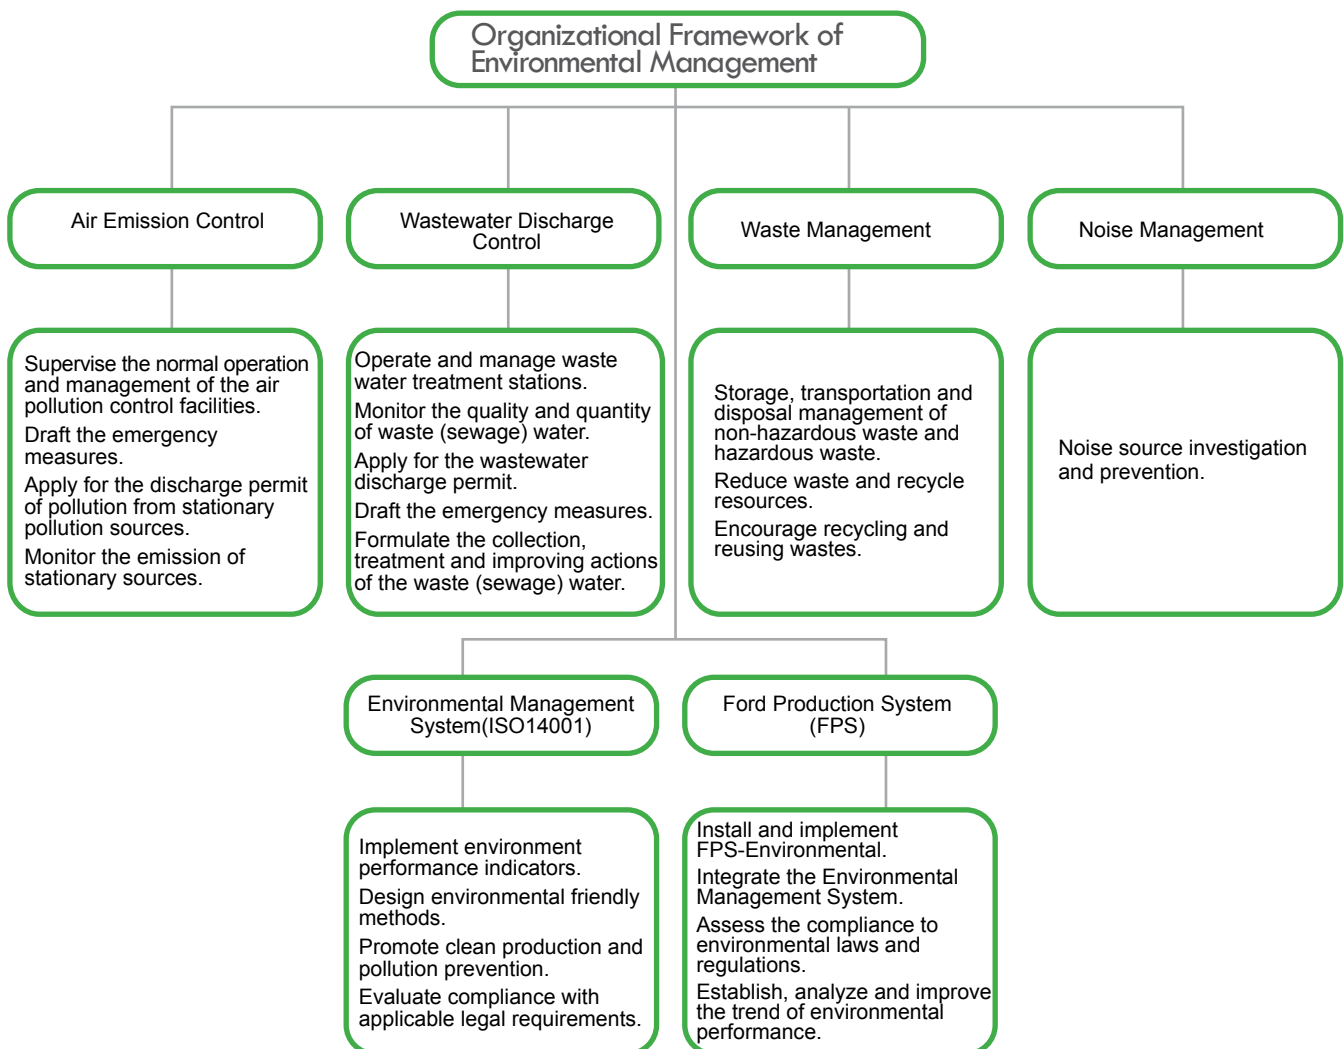 Organizational Framework of
Environmental Management
Air Emission Control
Wastewater Discharge
Control
Waste Management
Noise Management
Supervise the normal operation
and management of the air
pollution control facilities.
Draft the emergency
measures.
Apply for the discharge permit
of pollution from stationary
pollution sources.
Monitor the emission of
stationary sources.
Operate and manage waste
water treatment stations.
Monitor the quality and quantity
of waste (sewage) water.
Apply for the wastewater
discharge permit.
Draft the emergency measures.
Formulate the collection,
treatment and improving actions
of the waste (sewage) water.
Storage, transportation and
disposal management of
non-hazardous waste and
hazardous waste.
Reduce waste and recycle
resources.
Encourage recycling and
reusing wastes.
Noise source investigation
and prevention.
Environmental Management
System(ISO14001)
Ford Production System
(FPS)
Implement environment
performance indicators.
Design environmental friendly
methods.
Promote clean production and
pollution prevention.
Evaluate compliance with
applicable legal requirements.
Install and implement
FPS-Environmental.
Integrate the Environmental
Management System.
Assess the compliance to
environmental laws and
regulations.
Establish, analyze and improve
the trend of environmental
performance.